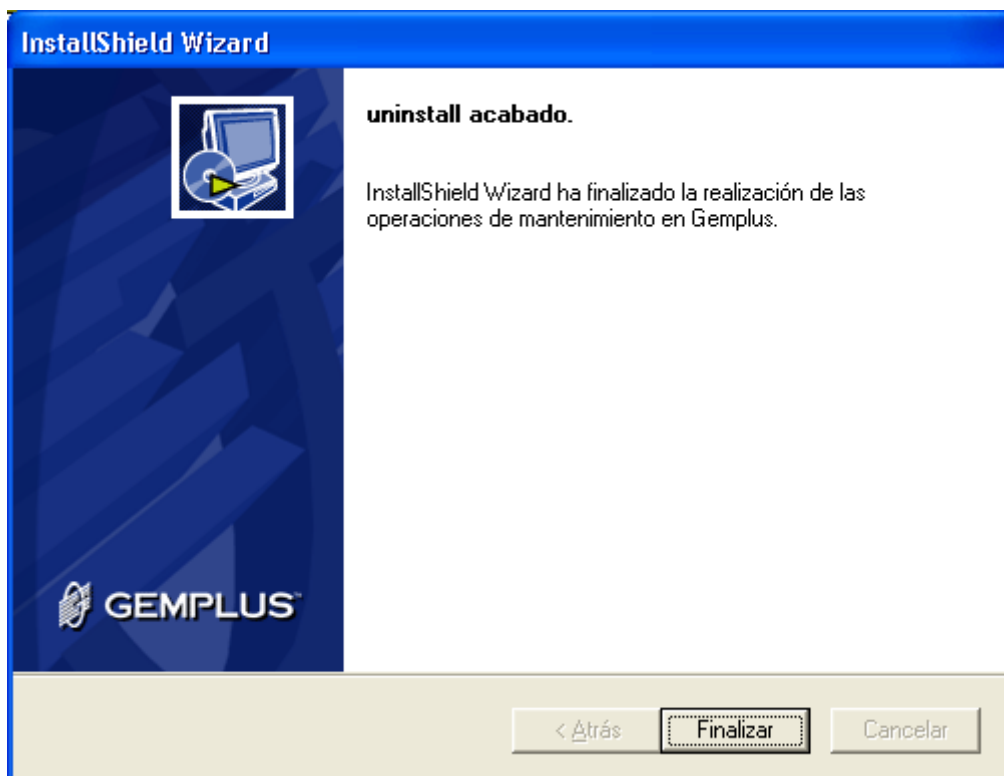 InstallShield Wizard
uninstall acabado.
InstallShield Wizard ha finalizado la realización de las
operaciones de mantenimiento en Gemplus.
GEMPLUS™
< Atrás
Finalizar
Cancelar